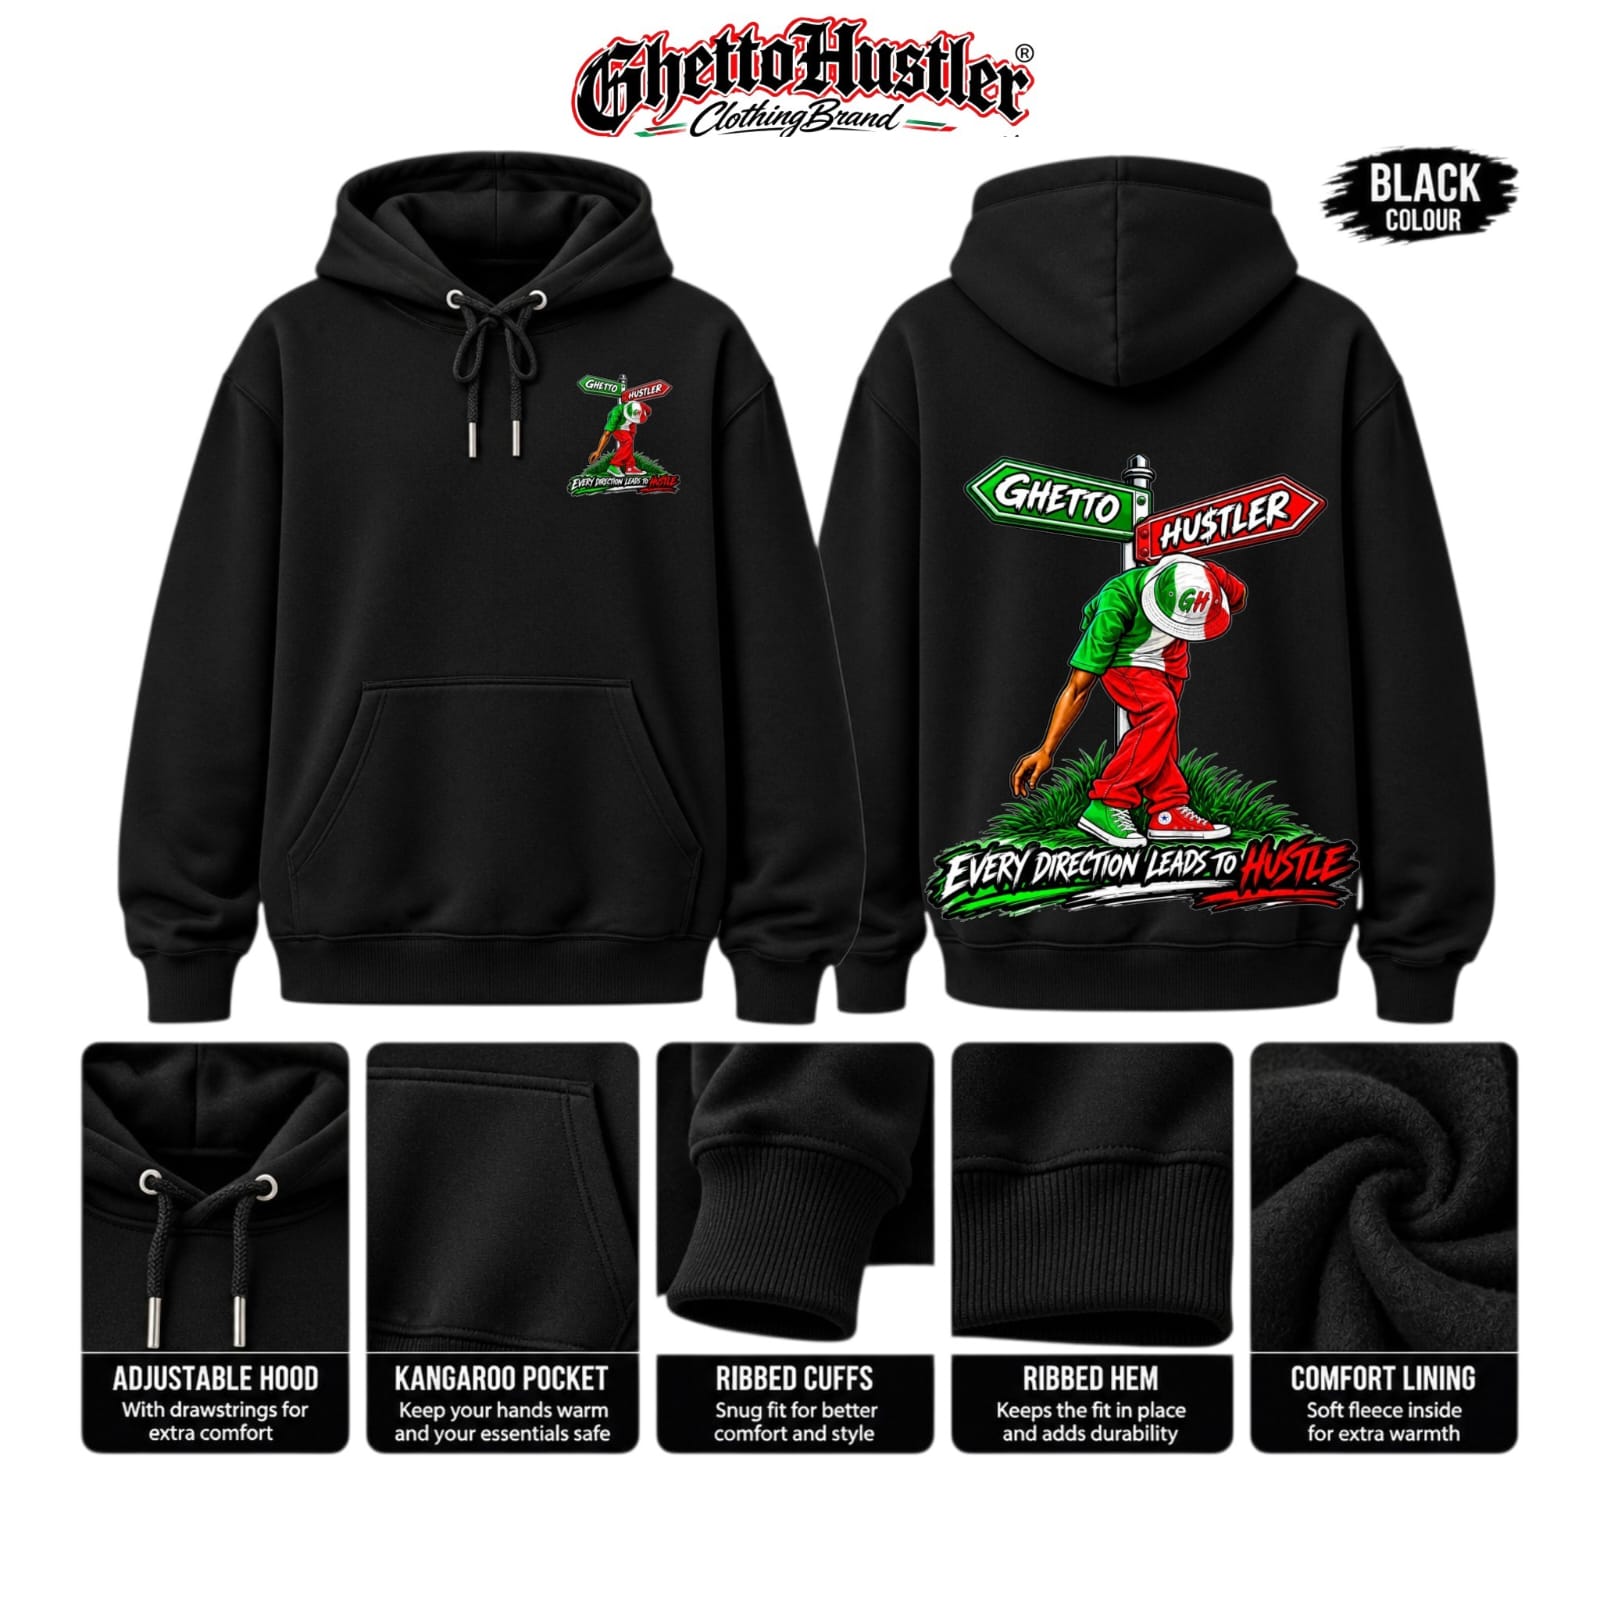 GhettoHustler®
Clothing Brand
BLACK
COLOUR
GHETTO
HUSTLER
GH
EVERY DIRECTION LEADS TO HUSTLE
GHETTO
HU$TLER
GH
EVERY DIRECTION LEADS TO HUSTLE
ADJUSTABLE HOOD
With drawstrings for
extra comfort
KANGAROO POCKET
Keep your hands warm
and your essentials safe
RIBBED CUFFS
Snug fit for better
comfort and style
RIBBED HEM
Keeps the fit in place
and adds durability
COMFORT LINING
Soft fleece inside
for extra warmth